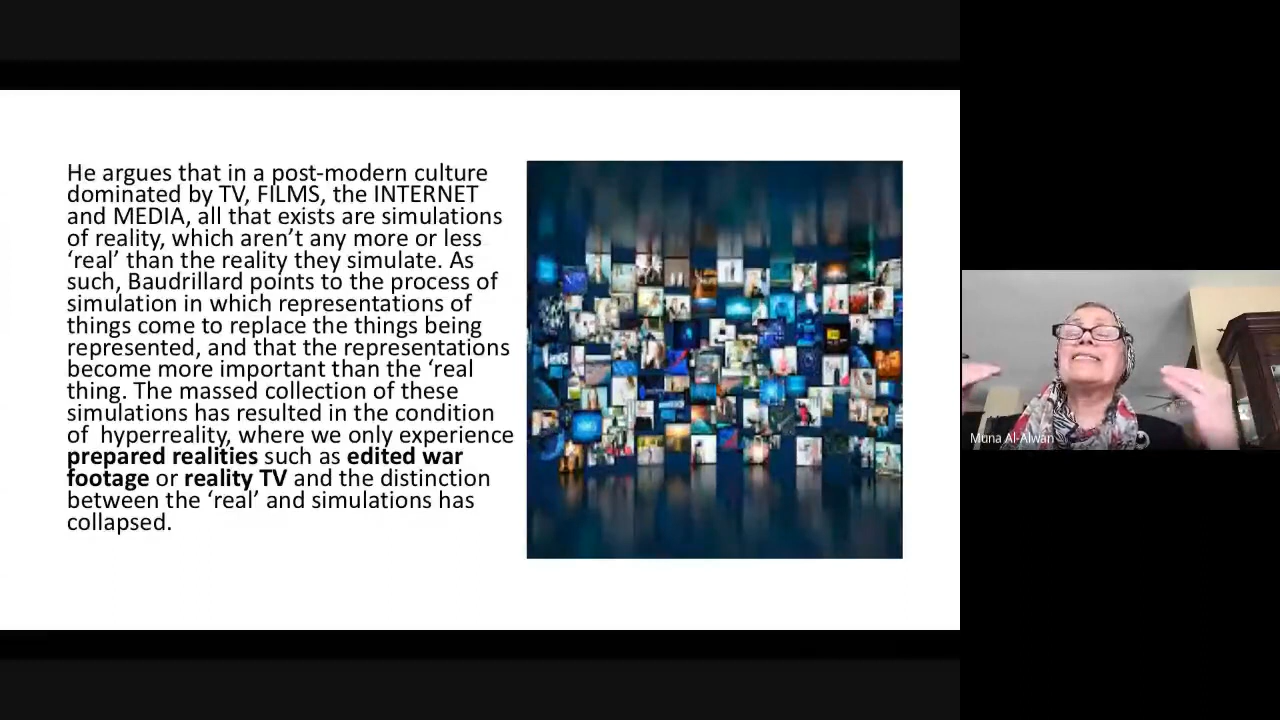 He argues that in a post-modern culture
dominated by TV, FILMS, the INTERNET
and MEDIA, all that exists are simulations
of reality, which aren’t any more or less
‘real’ than the reality they simulate. As
such, Baudrillard points to the process of
simulation in which representations of
things come to replace the things being
represented, and that the representations
become more important than the ‘real
thing. The massed collection of these
simulations has resulted in the condition
of  hyperreality, where we only experience
prepared realities such as edited war
footage or reality TV and the distinction
between the ‘real’ and simulations has
collapsed.
Muna Al-Alwan